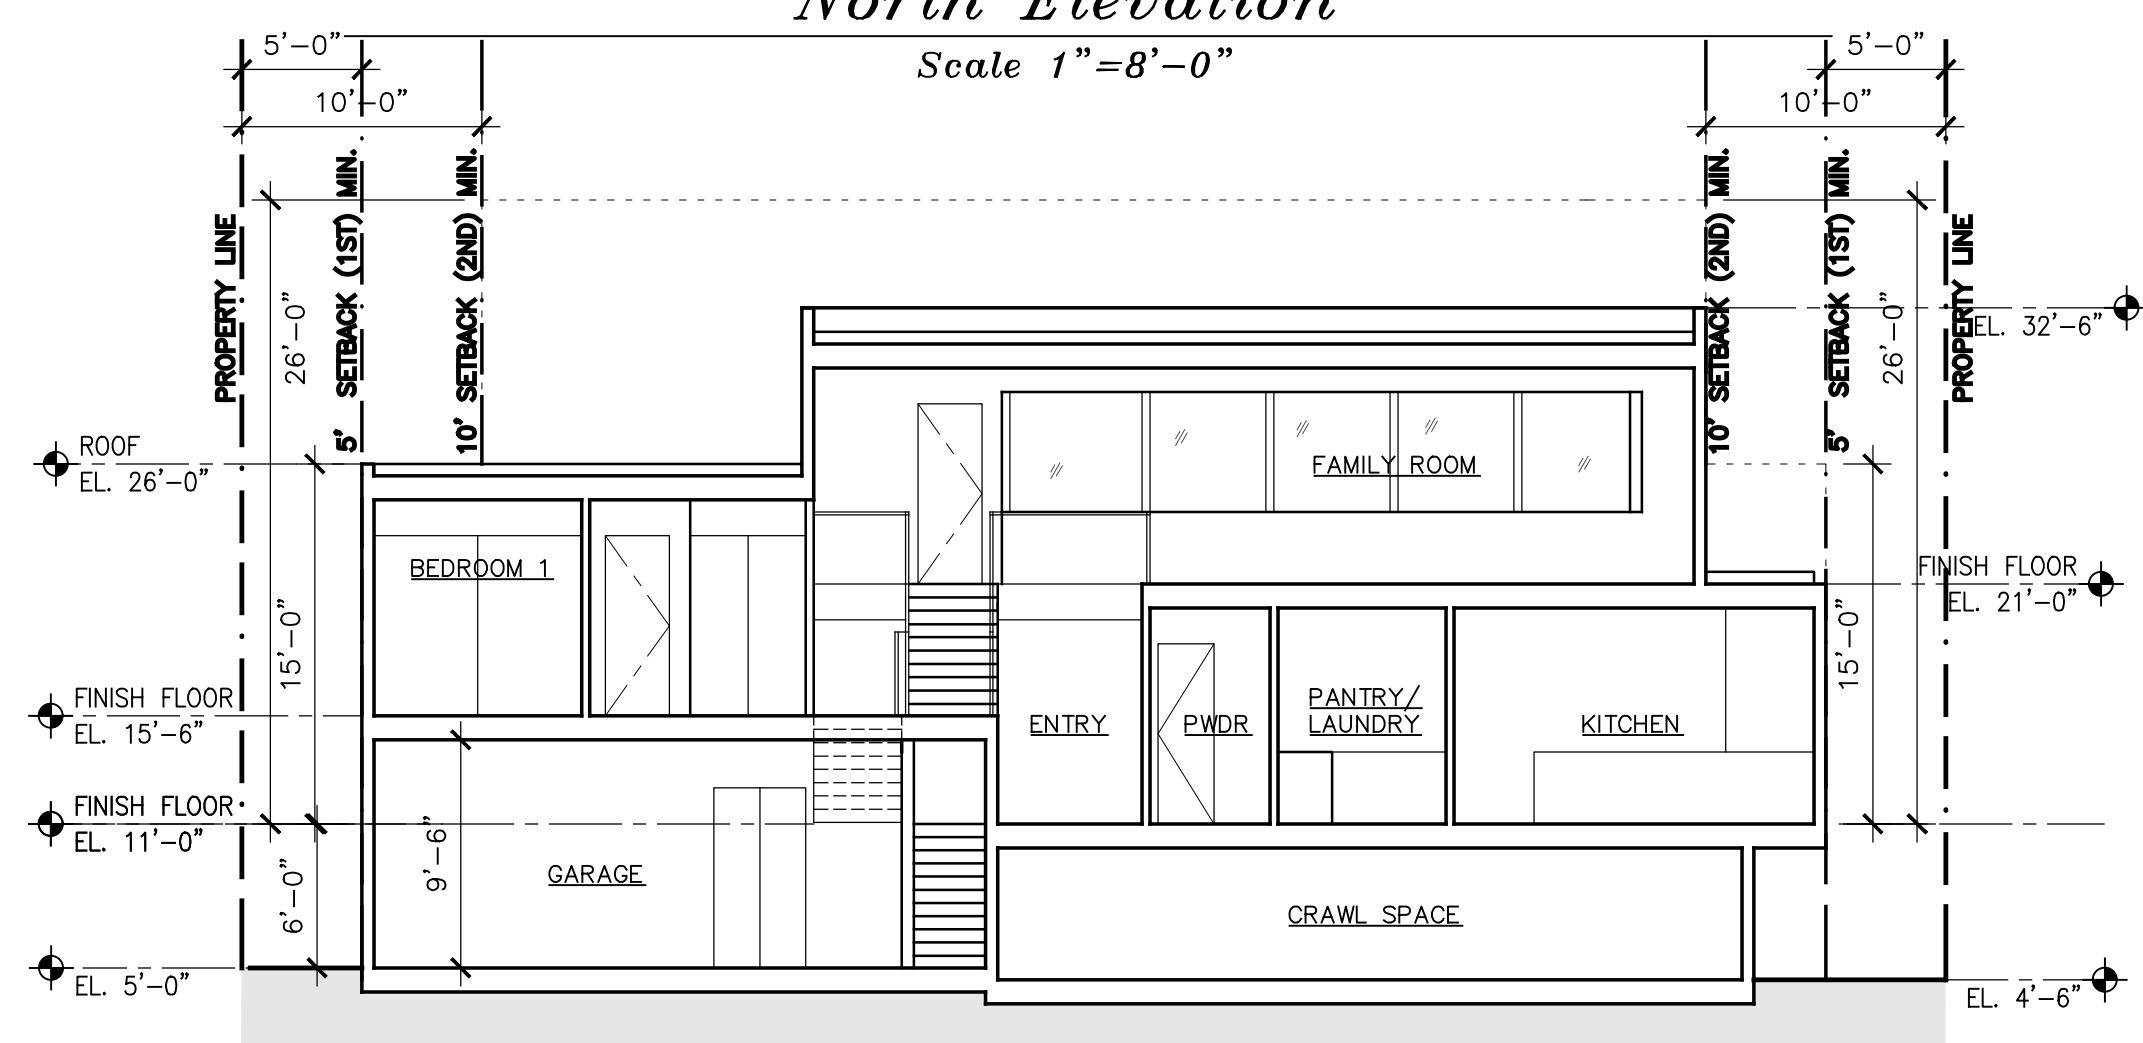 North Elevation
Scale 1"=8'-0"
5'-0"
5'-0"
10'-0"
10'-0"
PROPERTY LINE
5' SETBACK (1ST) MIN.
10' SETBACK (2ND) MIN.
10' SETBACK (2ND) MIN.
5' SETBACK (1ST) MIN.
PROPERTY LINE
26'-0"
26'-0"
EL. 32'-6"
ROOF
EL. 26'-0"
FAMILY ROOM
BEDROOM 1
FINISH FLOOR
EL. 21'-0"
15'-0"
15'-0"
FINISH FLOOR
EL. 15'-6"
ENTRY
PWDR
PANTRY/
LAUNDRY
KITCHEN
FINISH FLOOR
EL. 11'-0"
9'-6"
6'-0"
GARAGE
CRAWL SPACE
EL. 5'-0"
EL. 4'-6"